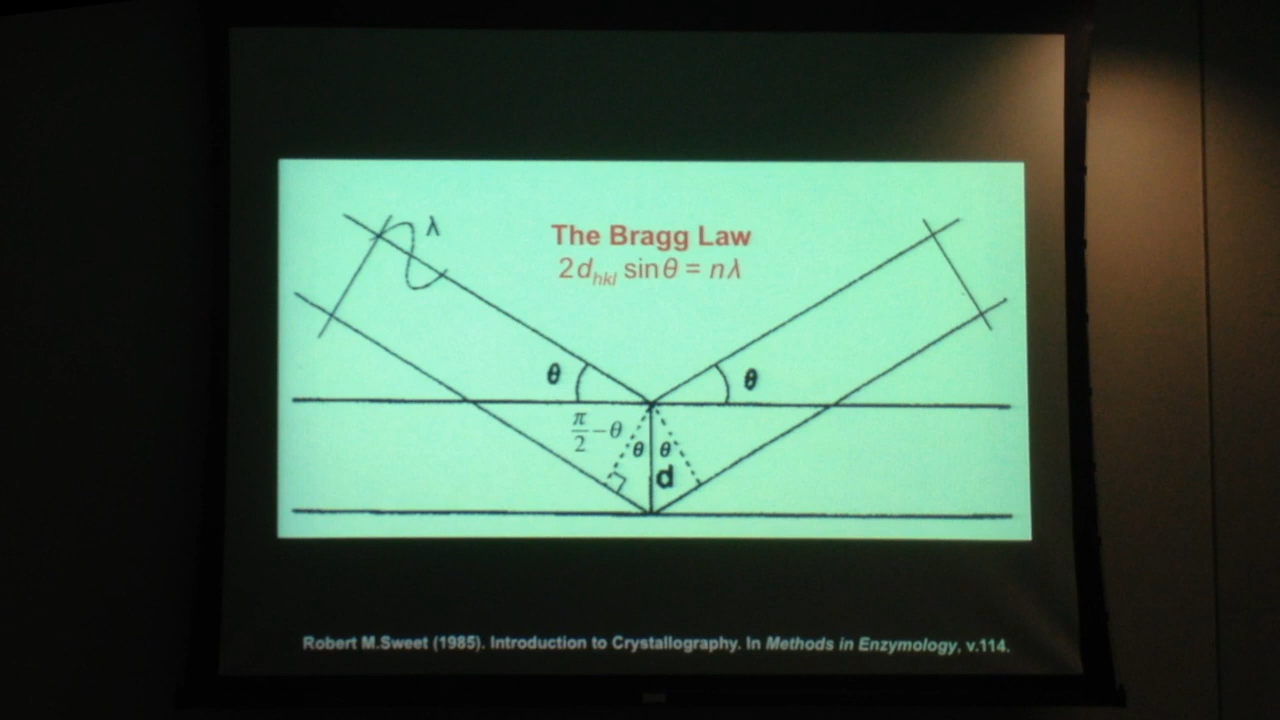 λ
The Bragg Law
2d_hkl sinθ = nλ
θ θ
π/2 – θ
θ θ
d
Robert M.Sweet (1985). Introduction to Crystallography. In Methods in Enzymology, v.114.